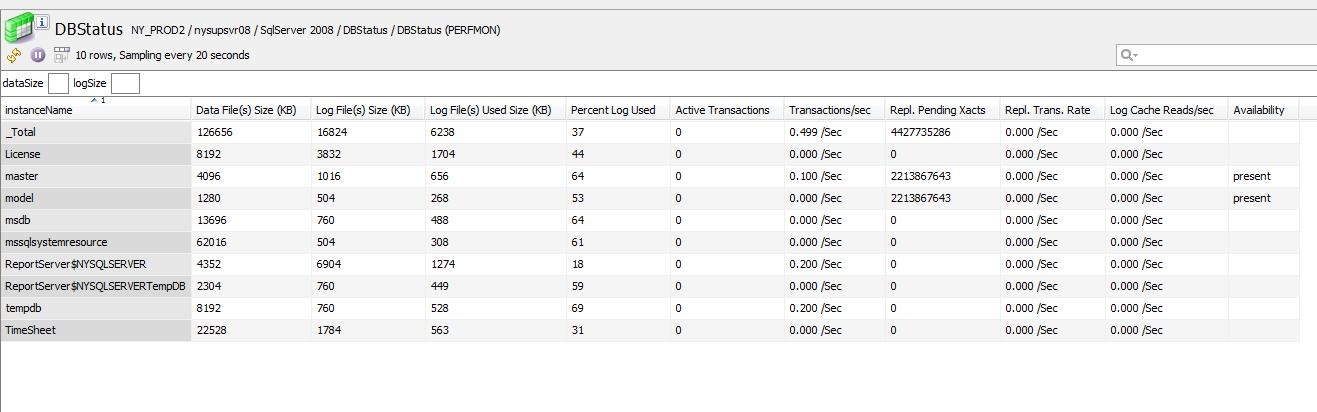 DBStatus NY_PROD2 / nysupsvr08 / SqlServer 2008 / DBStatus / DBStatus (PERFMON)
10 rows, Sampling every 20 seconds
dataSize logSize
instanceName 1 Data File(s) Size (KB) Log File(s) Size (KB) Log File(s) Used Size (KB) Percent Log Used Active Transactions Transactions/sec Repl. Pending Xacts Repl. Trans. Rate Log Cache Reads/sec Availability
_Total 126656 16824 6238 37 0 0.499 /Sec 4427735286 0.000 /Sec 0.000 /Sec
License 8192 3832 1704 44 0 0.000 /Sec 0 0.000 /Sec 0.000 /Sec
master 4096 1016 656 64 0 0.100 /Sec 2213867643 0.000 /Sec 0.000 /Sec present
model 1280 504 268 53 0 0.000 /Sec 2213867643 0.000 /Sec 0.000 /Sec present
msdb 13696 760 488 64 0 0.000 /Sec 0 0.000 /Sec 0.000 /Sec
mssqlsystemresource 62016 504 308 61 0 0.000 /Sec 0 0.000 /Sec 0.000 /Sec
ReportServer$NYSQLSERVER 4352 6904 1274 18 0 0.200 /Sec 0 0.000 /Sec 0.000 /Sec
ReportServer$NYSQLSERVERTempDB 2304 760 449 59 0 0.000 /Sec 0 0.000 /Sec 0.000 /Sec
tempdb 8192 760 528 69 0 0.200 /Sec 0 0.000 /Sec 0.000 /Sec
TimeSheet 22528 1784 563 31 0 0.000 /Sec 0 0.000 /Sec 0.000 /Sec